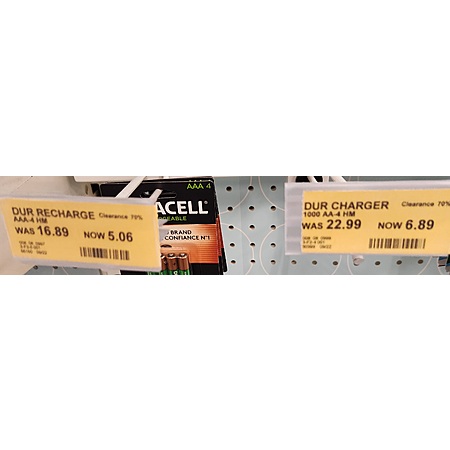 AAA 4
ACELL
RGEABLE
BRAND
CONFIANCE N°1
DUR RECHARGE Clearance 70%
AAA-4 HM
WAS 16.89 NOW 5.06
DUR CHARGER Clearance 70%
1000 AA-4 HM
WAS 22.99 NOW 6.89